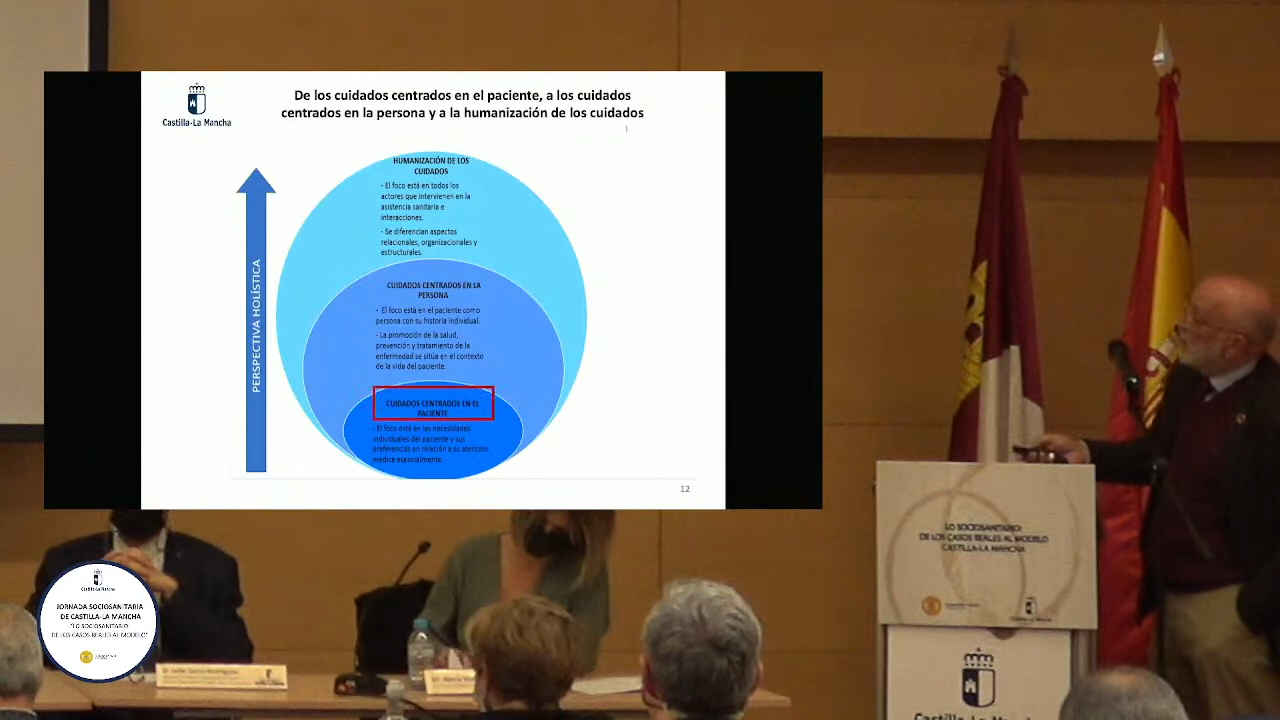 Castilla-La Mancha
De los cuidados centrados en el paciente, a los cuidados
centrados en la persona y a la humanización de los cuidados
PERSPECTIVA HOLÍSTICA
HUMANIZACIÓN DE LOS
CUIDADOS
- El foco está en todos los
actores que intervienen en la
asistencia sanitaria e
interacciones.
- Se diferencian aspectos
relacionales, organizacionales y
estructurales.
CUIDADOS CENTRADOS EN LA
PERSONA
- El foco está en el paciente como
persona con su historia individual.
- La promoción de la salud,
prevención y tratamiento de la
enfermedad se sitúa en el contexto
de la vida del paciente.
CUIDADOS CENTRADOS EN EL
PACIENTE
- El foco está en las necesidades
individuales del paciente y sus
preferencias en relación a su atención
médica esencialmente.
12
LO SOCIOSANITARIO:
DE LOS CASOS REALES AL MODELO
CASTILLA-LA MANCHA
Castilla-La Mancha
Castilla-La Mancha
JORNADA SOCIOSANITARIA
DE CASTILLA-LA MANCHA
"LO SOCIOSANITARIO
DE LOS CASOS REALES AL MODELO"